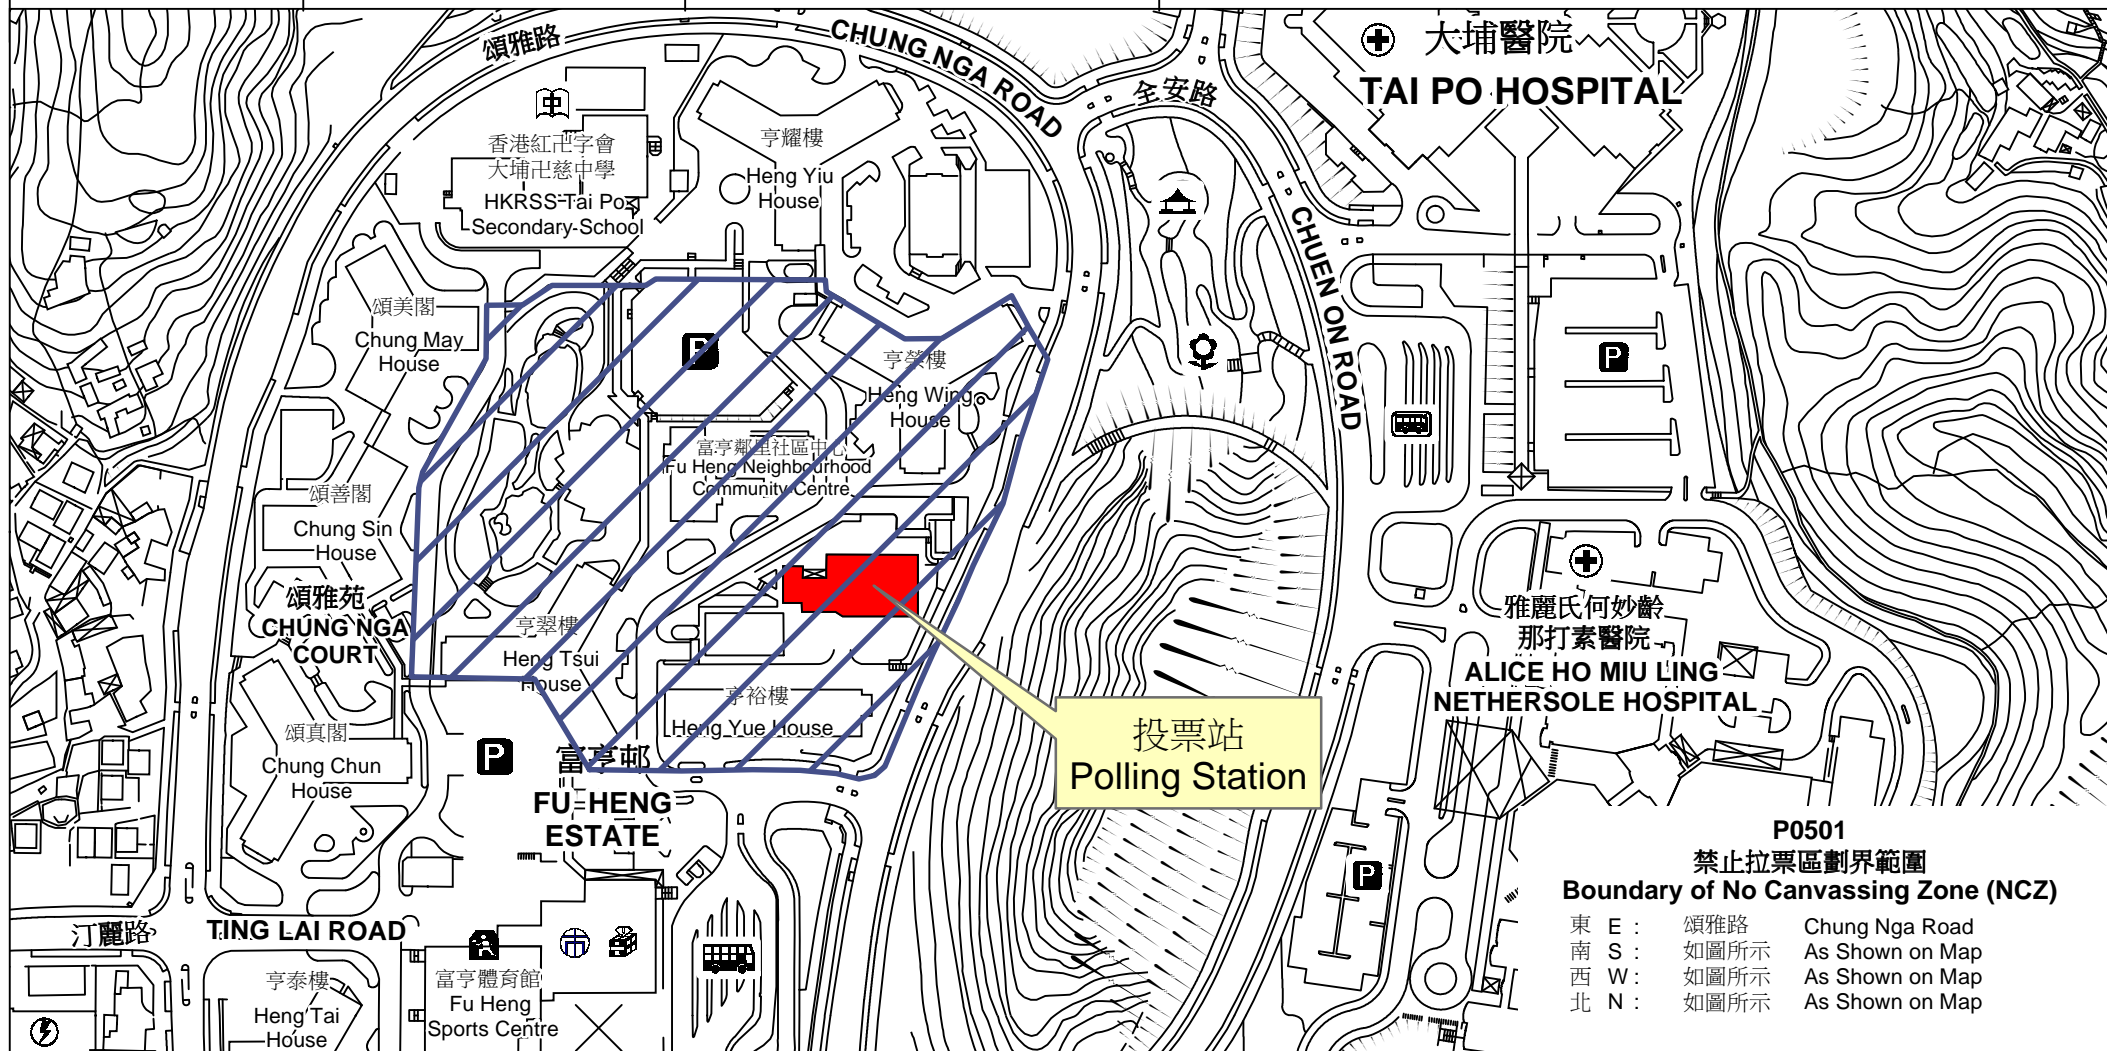 頌雅路
CHUNG NGA ROAD
全安路
大埔醫院
TAI PO HOSPITAL
香港紅卍字會
大埔卍慈中學
HKRSS Tai Po
Secondary School
亨耀樓
Heng Yiu
House
CHUEN ON ROAD
頌美閣
Chung May
House
P
P
亨榮樓
Heng Wing
House
富亨鄰里社區中心
Fu Heng Neighbourhood
Community Centre
頌善閣
Chung Sin
House
頌雅苑
CHUNG NGA
COURT
亨翠樓
Heng Tsui
House
雅麗氏何妙齡
那打素醫院
ALICE HO MIU LING
NETHERSOLE HOSPITAL
亨裕樓
Heng Yue House
投票站
Polling Station
頌真閣
Chung Chun
House
P
富亨邨
FU HENG
ESTATE
P
汀麗路
TING LAI ROAD
市
亨泰樓
Heng Tai
House
富亨體育館
Fu Heng
Sports Centre
P0501
禁止拉票區劃界範圍
Boundary of No Canvassing Zone (NCZ)
東 E : 頌雅路 Chung Nga Road
南 S : 如圖所示 As Shown on Map
西 W : 如圖所示 As Shown on Map
北 N : 如圖所示 As Shown on Map